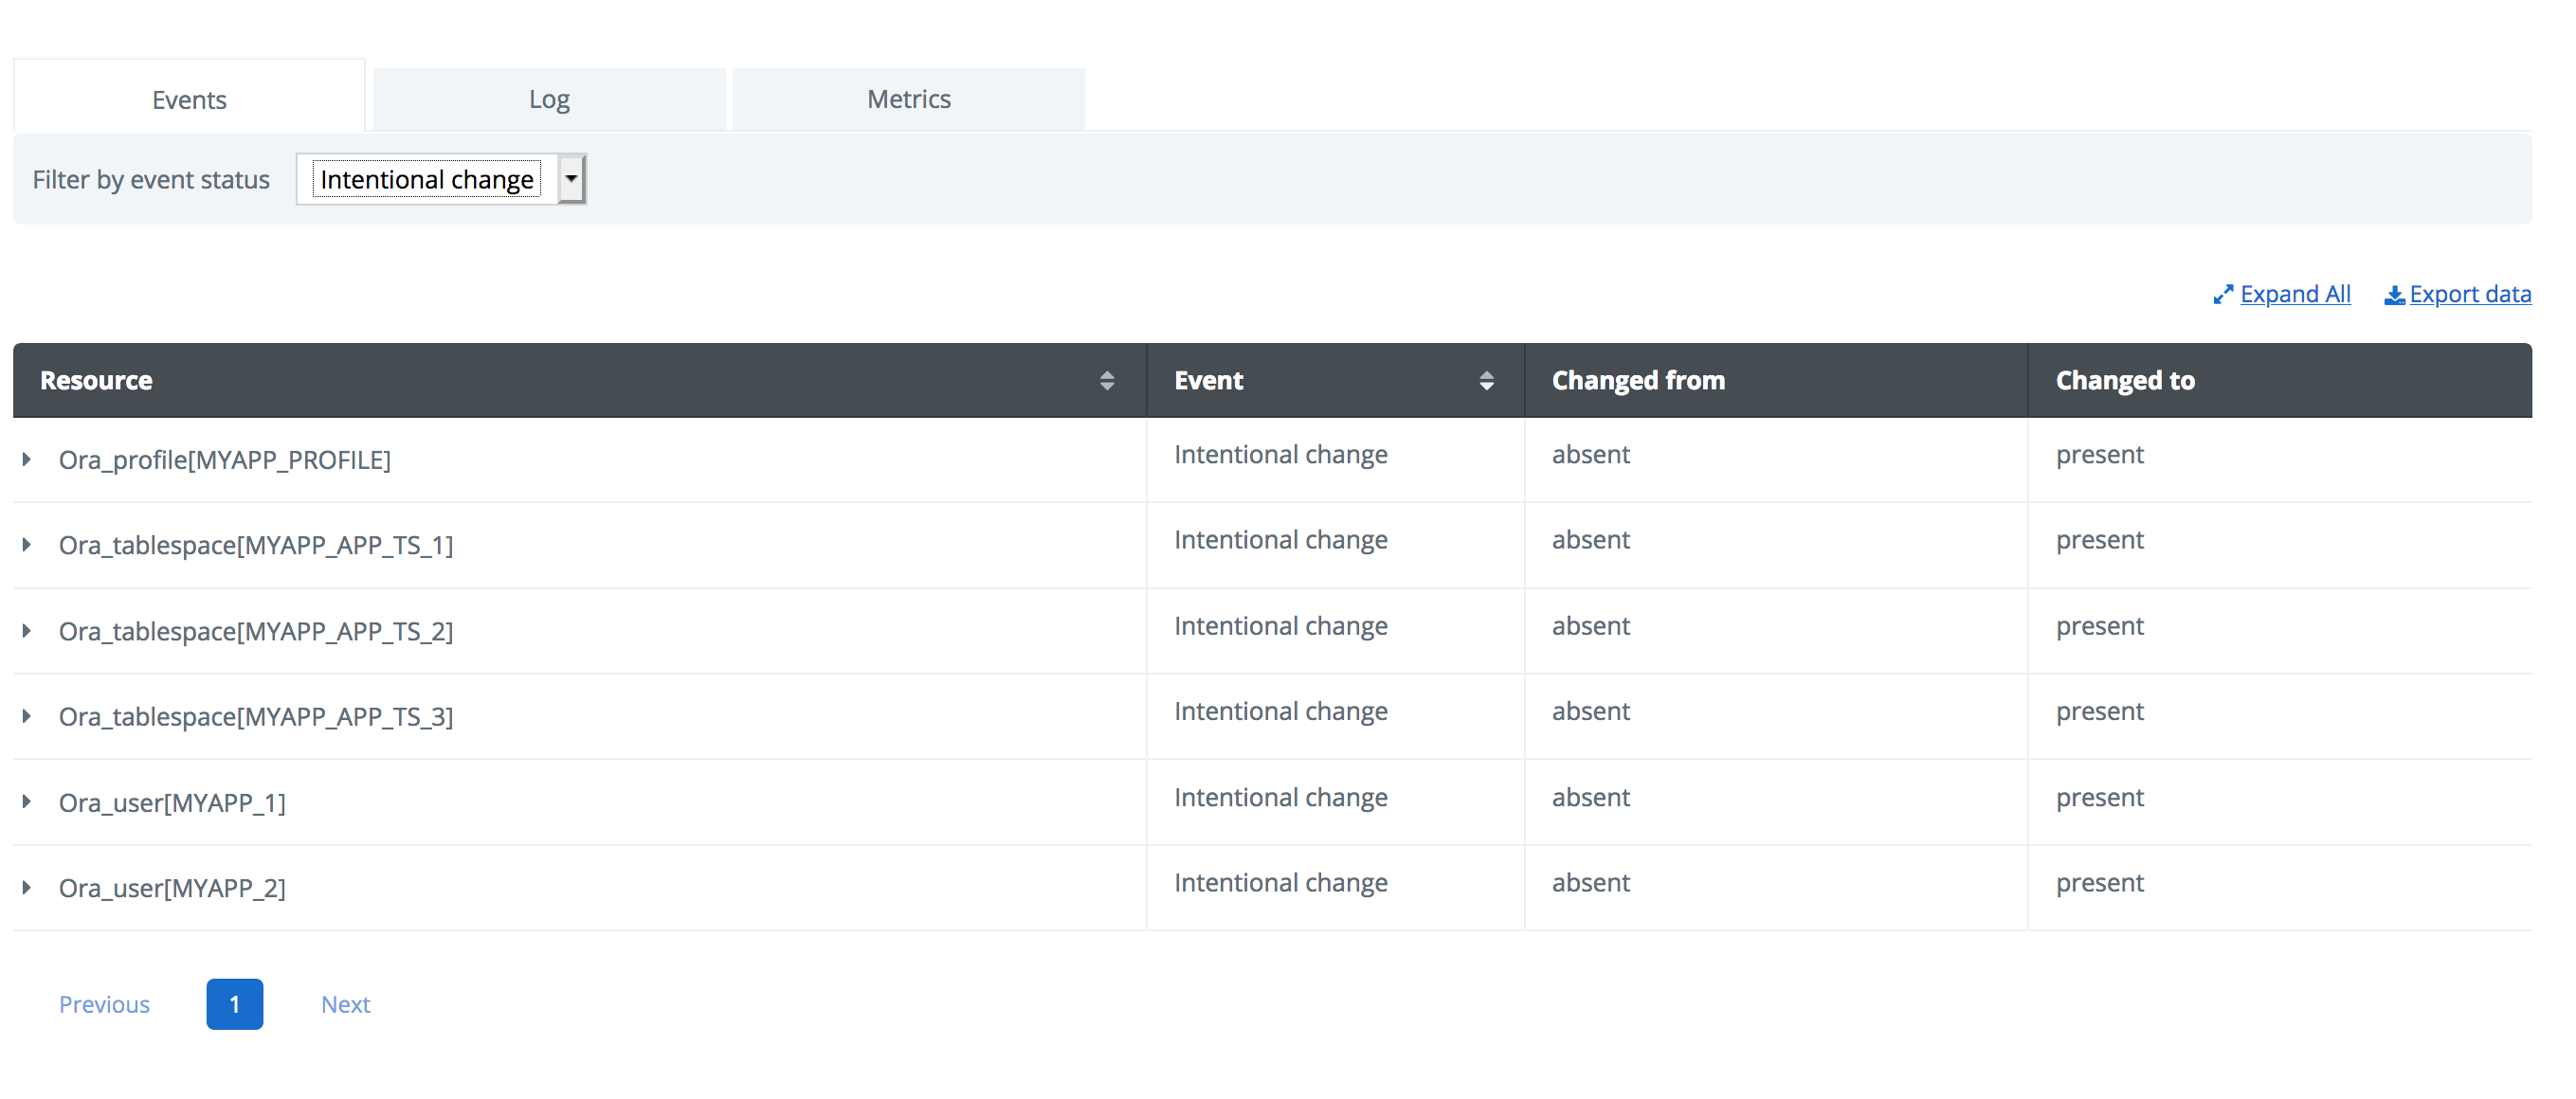 Events Log Metrics
Filter by event status Intentional change
Expand All Export data
Resource Event Changed from Changed to
Ora_profile[MYAPP_PROFILE] Intentional change absent present
Ora_tablespace[MYAPP_APP_TS_1] Intentional change absent present
Ora_tablespace[MYAPP_APP_TS_2] Intentional change absent present
Ora_tablespace[MYAPP_APP_TS_3] Intentional change absent present
Ora_user[MYAPP_1] Intentional change absent present
Ora_user[MYAPP_2] Intentional change absent present
Previous 1 Next